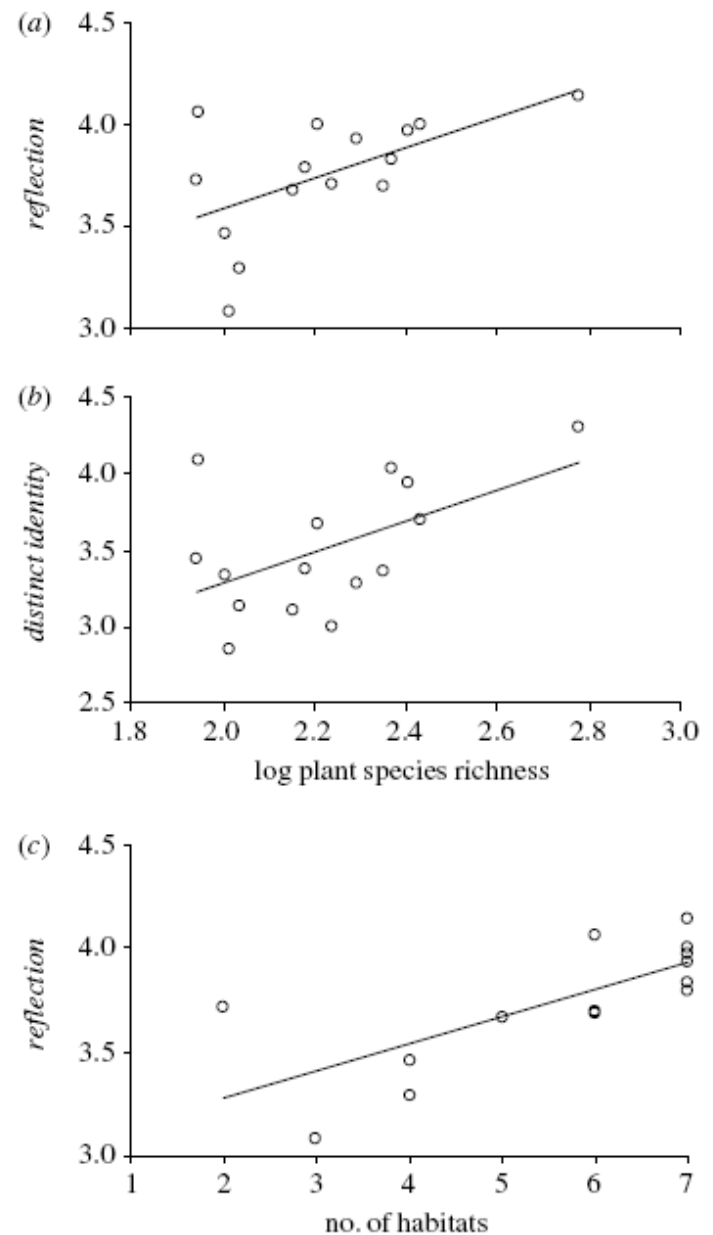 (a) 4.5
4.0
3.5
3.0
reflection
(b) 4.5
4.0
3.5
3.0
2.5
distinct identity
1.8 2.0 2.2 2.4 2.6 2.8 3.0
log plant species richness
(c) 4.5
4.0
3.5
3.0
reflection
1 2 3 4 5 6 7
no. of habitats